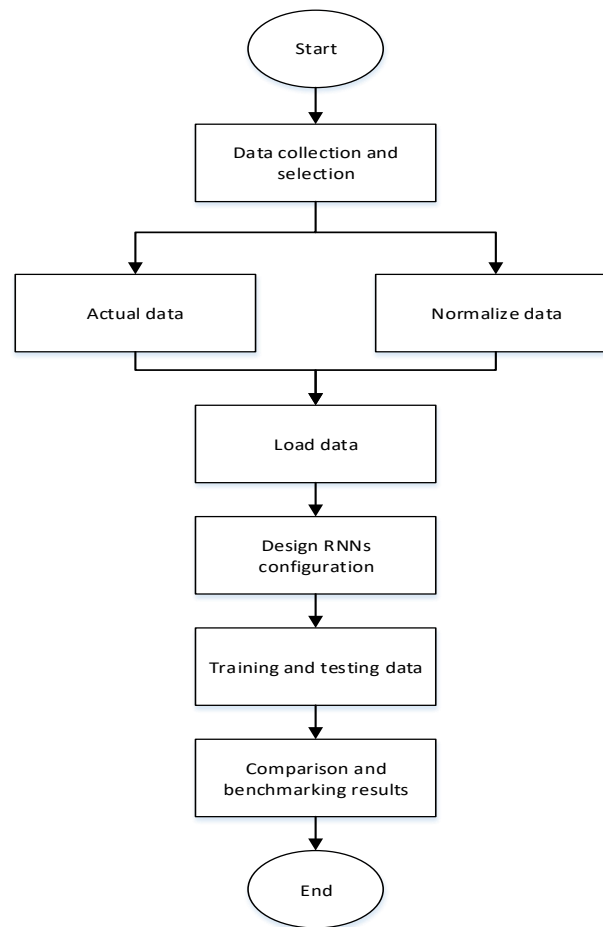 Start
Data collection and
selection
Actual data
Normalize data
Load data
Design RNNs
configuration
Training and testing data
Comparison and
benchmarking results
End